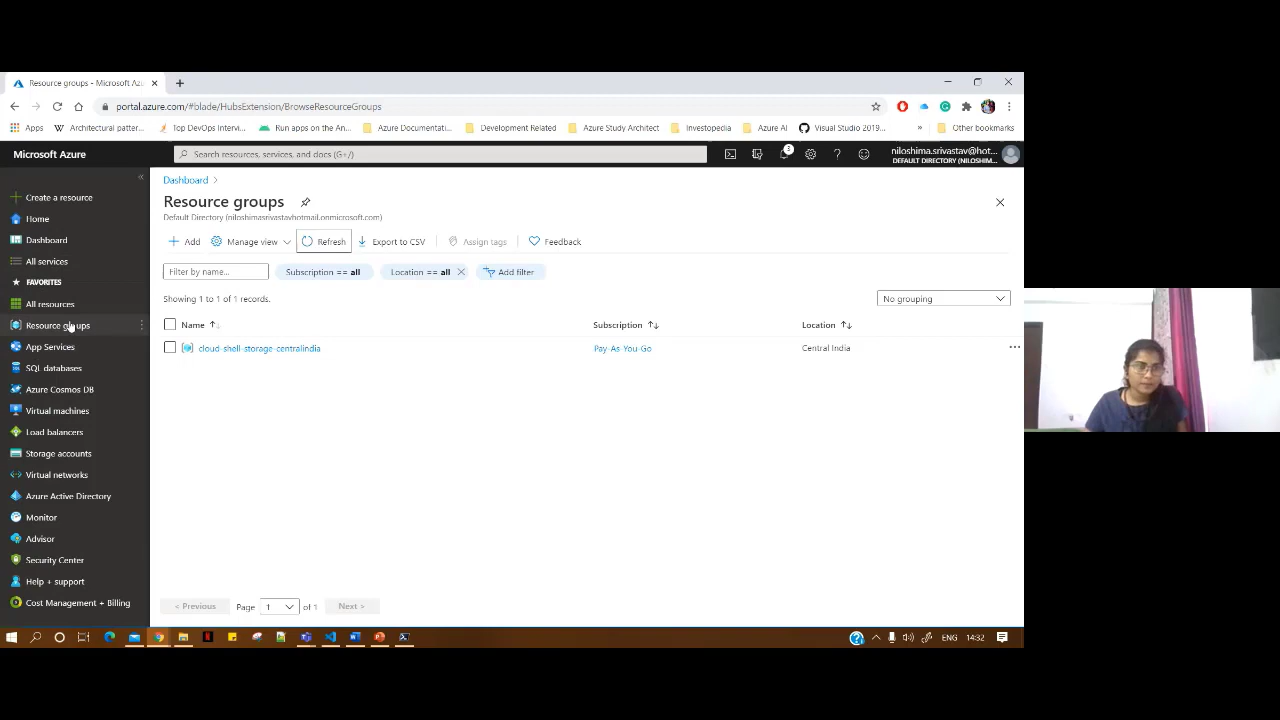 Resource groups - Microsoft Az
portal.azure.com/#blade/HubsExtension/BrowseResourceGroups
Apps
Architectural patter...
Top DevOps Intervi...
Run apps on the An...
Azure Documentati...
Development Related
Azure Study Architect
Investopedia
Azure AI
Visual Studio 2019...
»
Other bookmarks
Microsoft Azure
Search resources, services, and docs (G+/)
3
niloshima.srivastav@hot...
DEFAULT DIRECTORY (NILOSHIM...
Create a resource
Home
Dashboard
All services
FAVORITES
All resources
Resource groups
App Services
SQL databases
Azure Cosmos DB
Virtual machines
Load balancers
Storage accounts
Virtual networks
Azure Active Directory
Monitor
Advisor
Security Center
Help + support
Cost Management + Billing
Dashboard >
Resource groups
Default Directory (niloshimasrivastavhotmail.onmicrosoft.com)
Add
Manage view
Refresh
Export to CSV
Assign tags
Feedback
Filter by name...
Subscription == all
Location == all
Add filter
Showing 1 to 1 of 1 records.
No grouping
Name
Subscription
Location
cloud-shell-storage-centralindia
Pay-As-You-Go
Central India
< Previous
Page
1
of 1
Next >
ENG
14:32